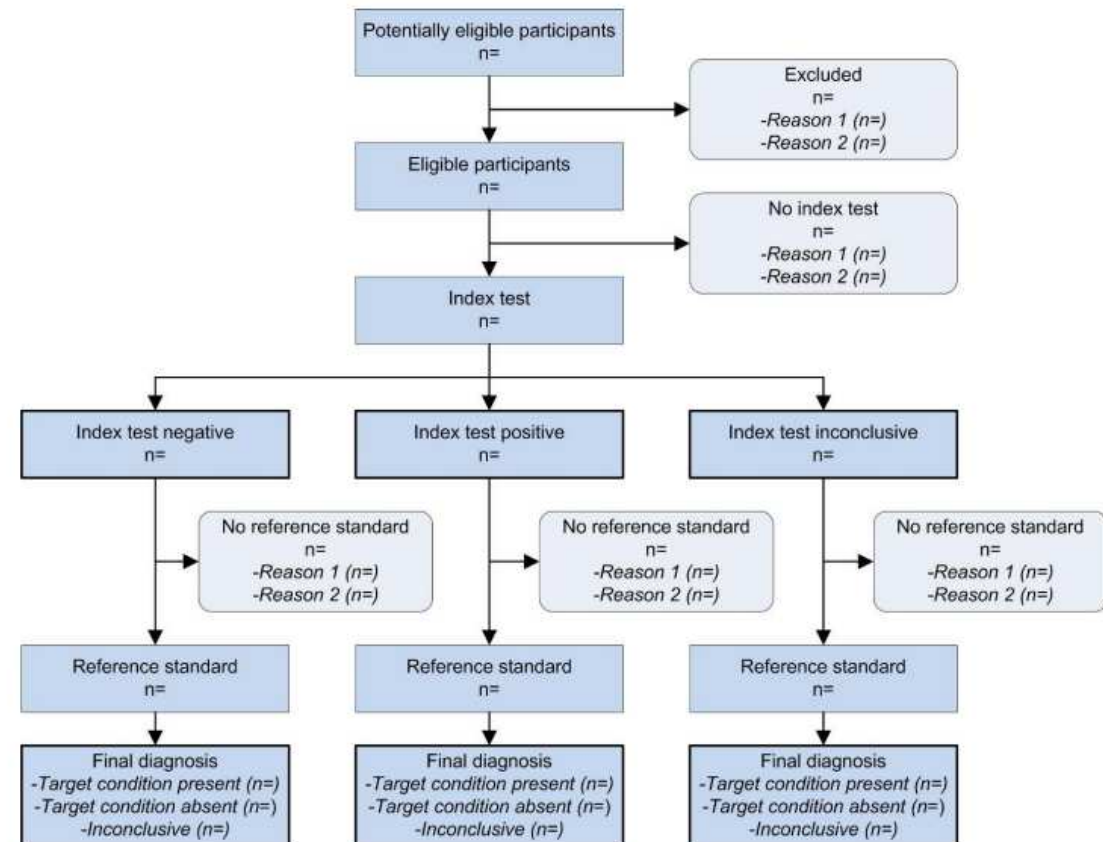 Potentially eligible participants
n=
Excluded
n=
-Reason 1 (n=)
-Reason 2 (n=)
Eligible participants
n=
No index test
n=
-Reason 1 (n=)
-Reason 2 (n=)
Index test
n=
Index test negative
n=
Index test positive
n=
Index test inconclusive
n=
No reference standard
n=
-Reason 1 (n=)
-Reason 2 (n=)
No reference standard
n=
-Reason 1 (n=)
-Reason 2 (n=)
No reference standard
n=
-Reason 1 (n=)
-Reason 2 (n=)
Reference standard
n=
Reference standard
n=
Reference standard
n=
Final diagnosis
-Target condition present (n=)
-Target condition absent (n=)
-Inconclusive (n=)
Final diagnosis
-Target condition present (n=)
-Target condition absent (n=)
-Inconclusive (n=)
Final diagnosis
-Target condition present (n=)
-Target condition absent (n=)
-Inconclusive (n=)